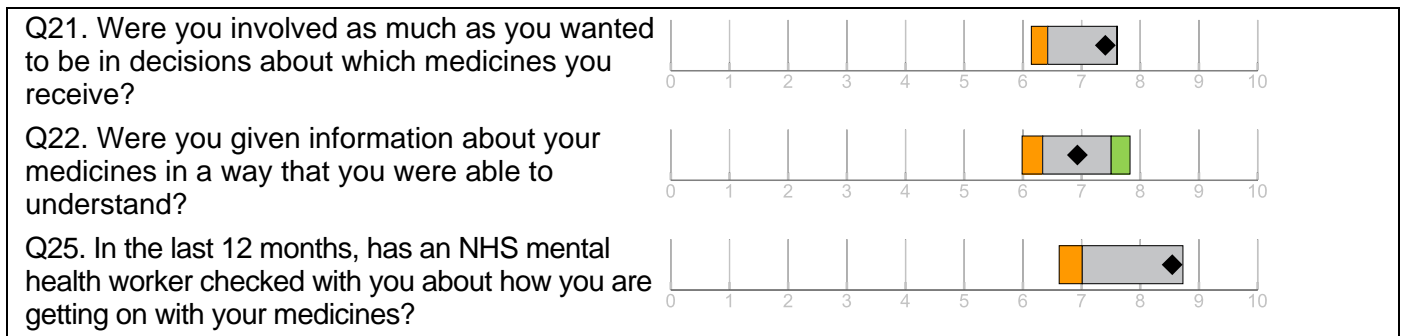 Q21. Were you involved as much as you wanted
to be in decisions about which medicines you
receive?
0 1 2 3 4 5 6 7 8 9 10
Q22. Were you given information about your
medicines in a way that you were able to
understand?
0 1 2 3 4 5 6 7 8 9 10
Q25. In the last 12 months, has an NHS mental
health worker checked with you about how you are
getting on with your medicines?
0 1 2 3 4 5 6 7 8 9 10